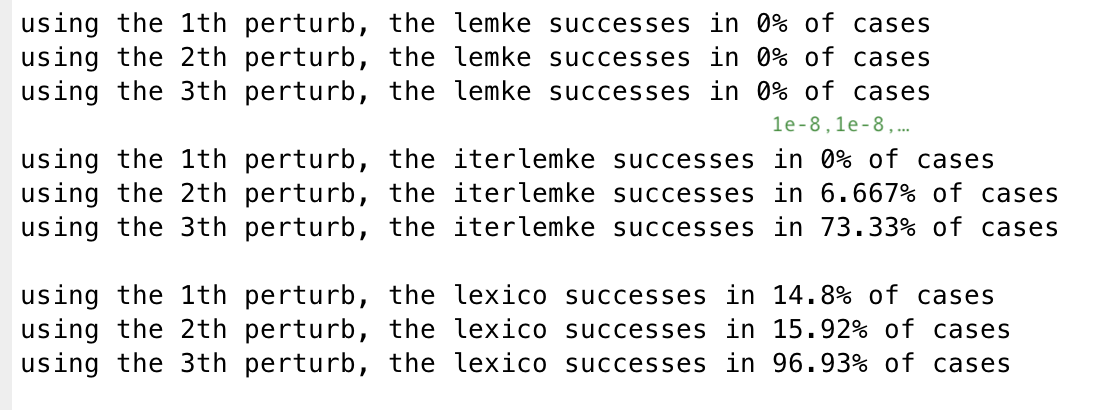 using the 1th perturb, the lemke successes in 0% of cases
using the 2th perturb, the lemke successes in 0% of cases
using the 3th perturb, the lemke successes in 0% of cases
1e-8,1e-8,…
using the 1th perturb, the iterlemke successes in 0% of cases
using the 2th perturb, the iterlemke successes in 6.667% of cases
using the 3th perturb, the iterlemke successes in 73.33% of cases
using the 1th perturb, the lexico successes in 14.8% of cases
using the 2th perturb, the lexico successes in 15.92% of cases
using the 3th perturb, the lexico successes in 96.93% of cases